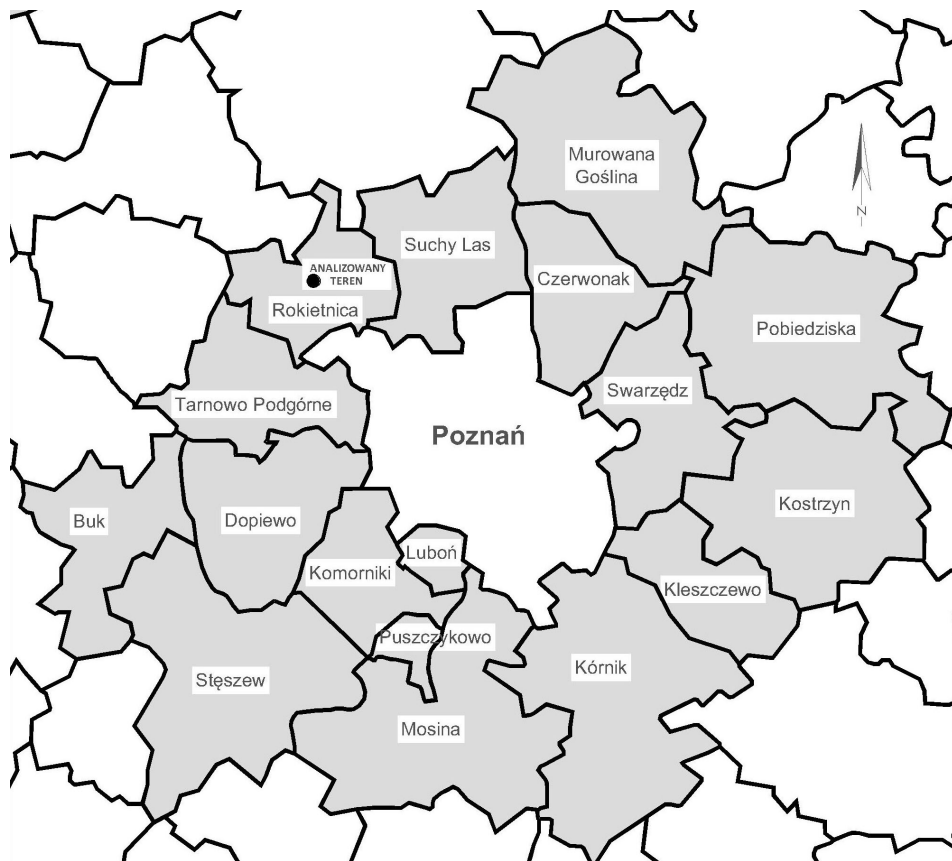 Murowana
Goślina
Suchy Las
Czerwonak
ANALIZOWANY
TEREN
Rokietnica
Pobiedziska
Swarzędz
Tarnowo Podgórne
Poznań
Kostrzyn
Buk
Dopiewo
Luboń
Komorniki
Kleszczewo
Puszczykowo
Kórnik
Stęszew
Mosina
N